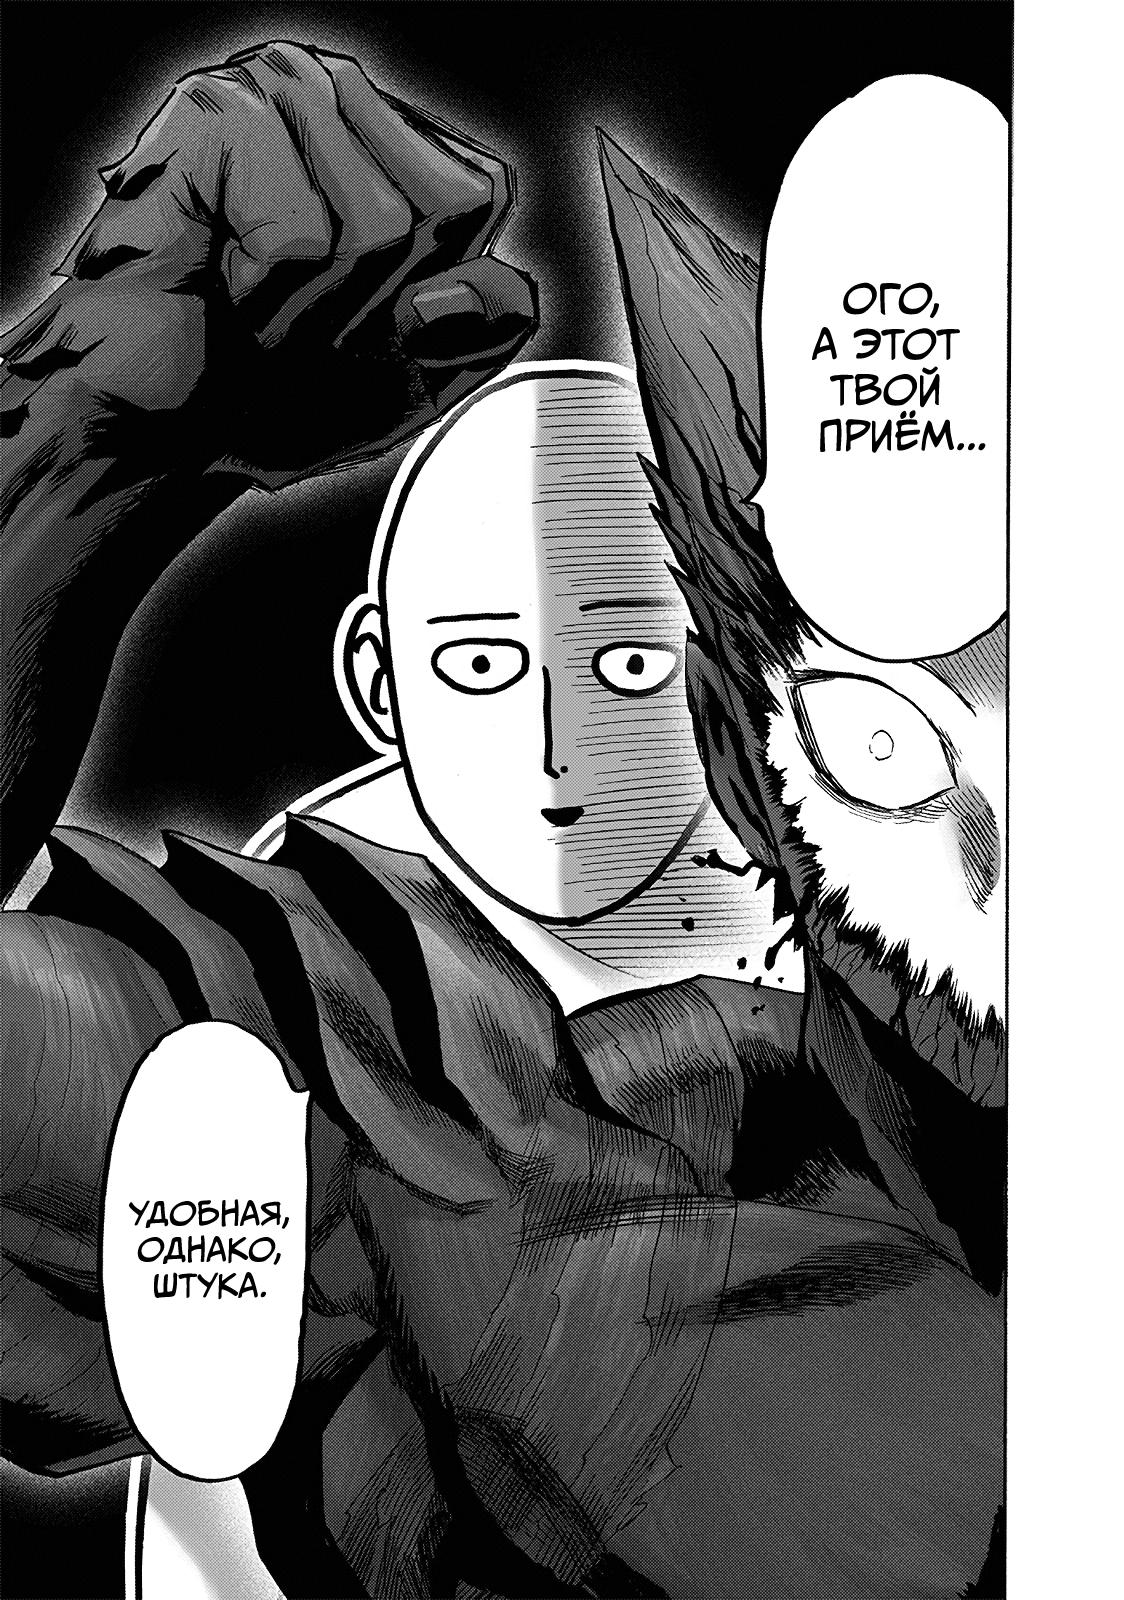 ОГО,
А ЭТОТ
ТВОЙ
ПРИЁМ...
УДОБНАЯ,
ОДНАКО,
ШТУКА.